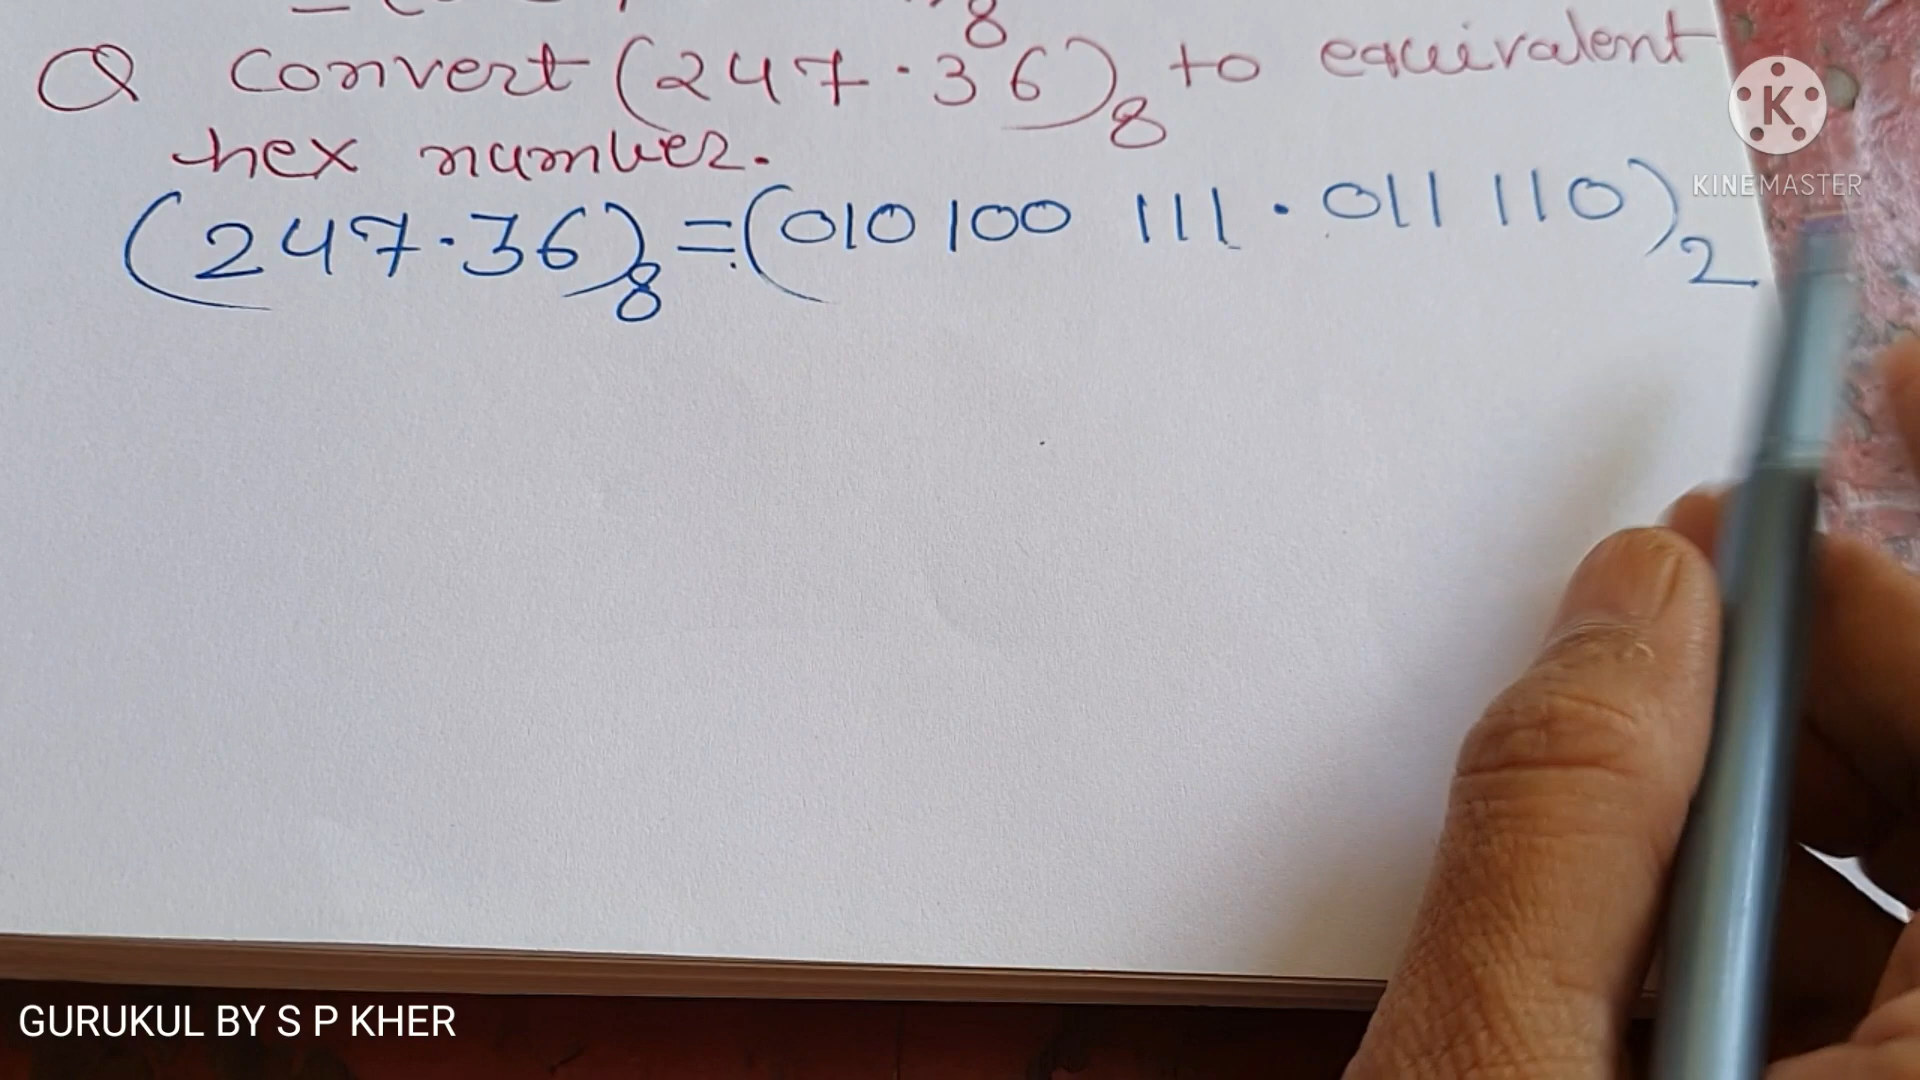 Q convert (247.36)8 to equivalent
hex number.
(247.36)8 = (010 100 111 . 011 110)2
K
KINEMASTER
GURUKUL BY S P KHER